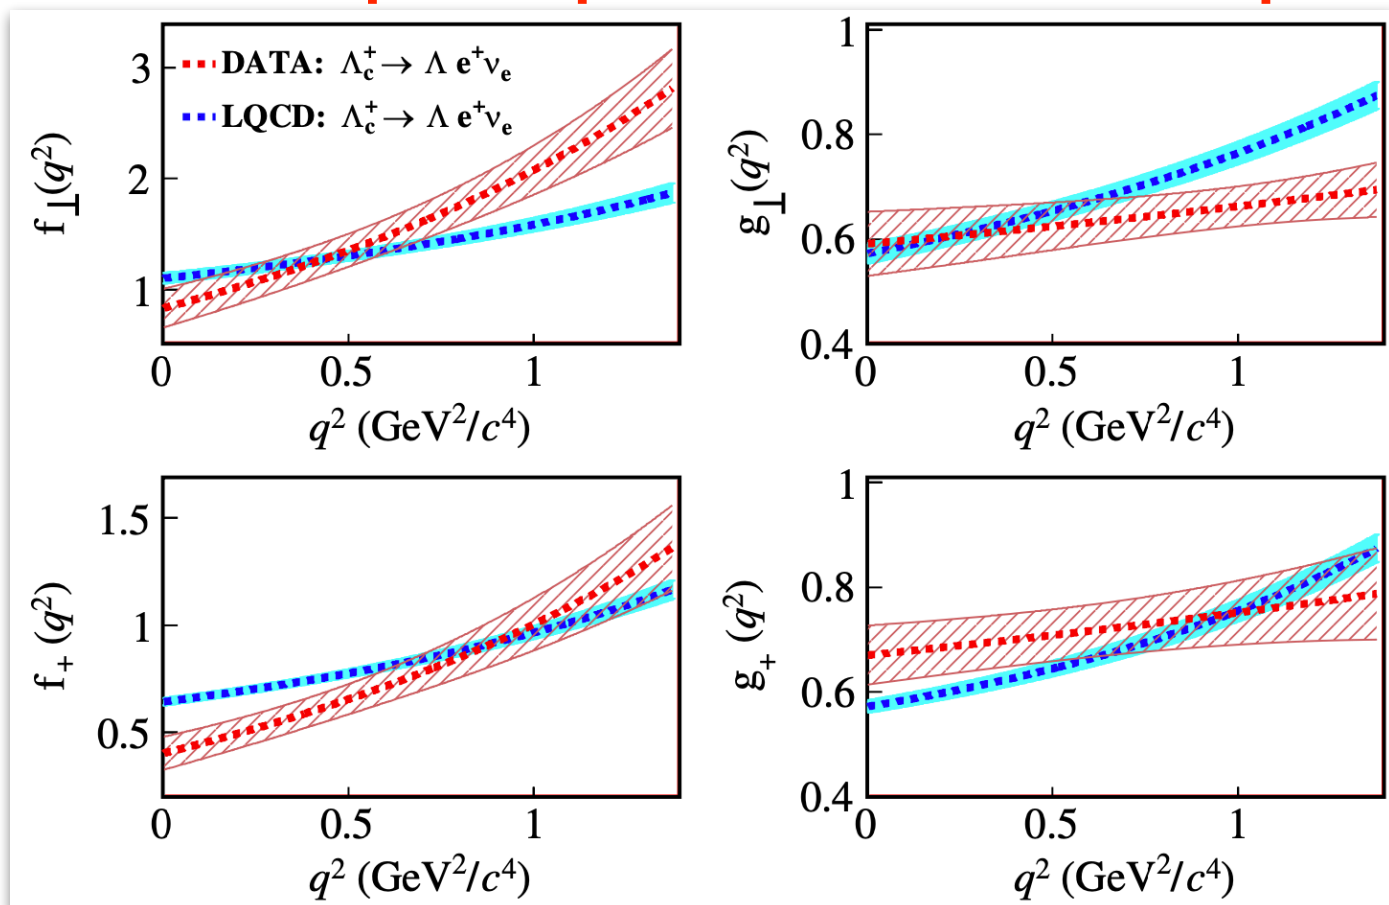 DATA: Λc+ → Λ e+νe
LQCD: Λc+ → Λ e+νe
f⊥(q2)
3
2
1
0
0.5
1
q2 (GeV2/c4)
g⊥(q2)
1
0.8
0.6
0.4
0
0.5
1
q2 (GeV2/c4)
f+(q2)
1.5
1
0.5
0
0.5
1
q2 (GeV2/c4)
g+(q2)
1
0.8
0.6
0.4
0
0.5
1
q2 (GeV2/c4)